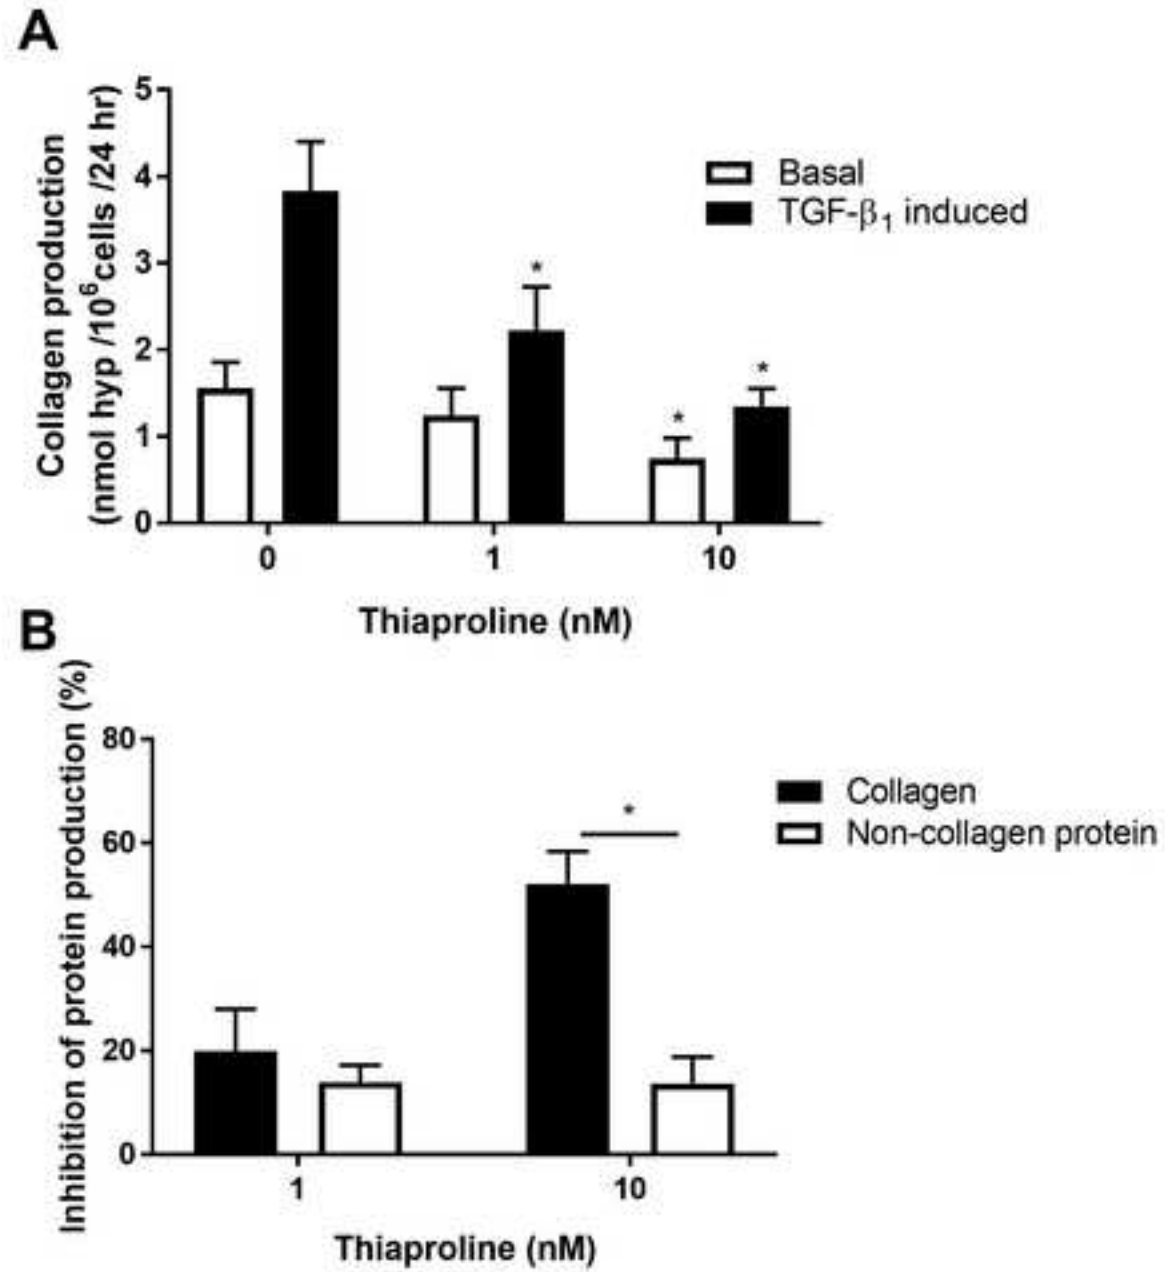 A
Collagen production
(nmol hyp /10⁶cells /24 hr)
5
4
3
2
1
0
Basal
TGF-β₁ induced
*
*
*
0 1 10
Thiaproline (nM)
B
Inhibition of protein production (%)
80
60
40
20
0
Collagen
Non-collagen protein
*
1 10
Thiaproline (nM)